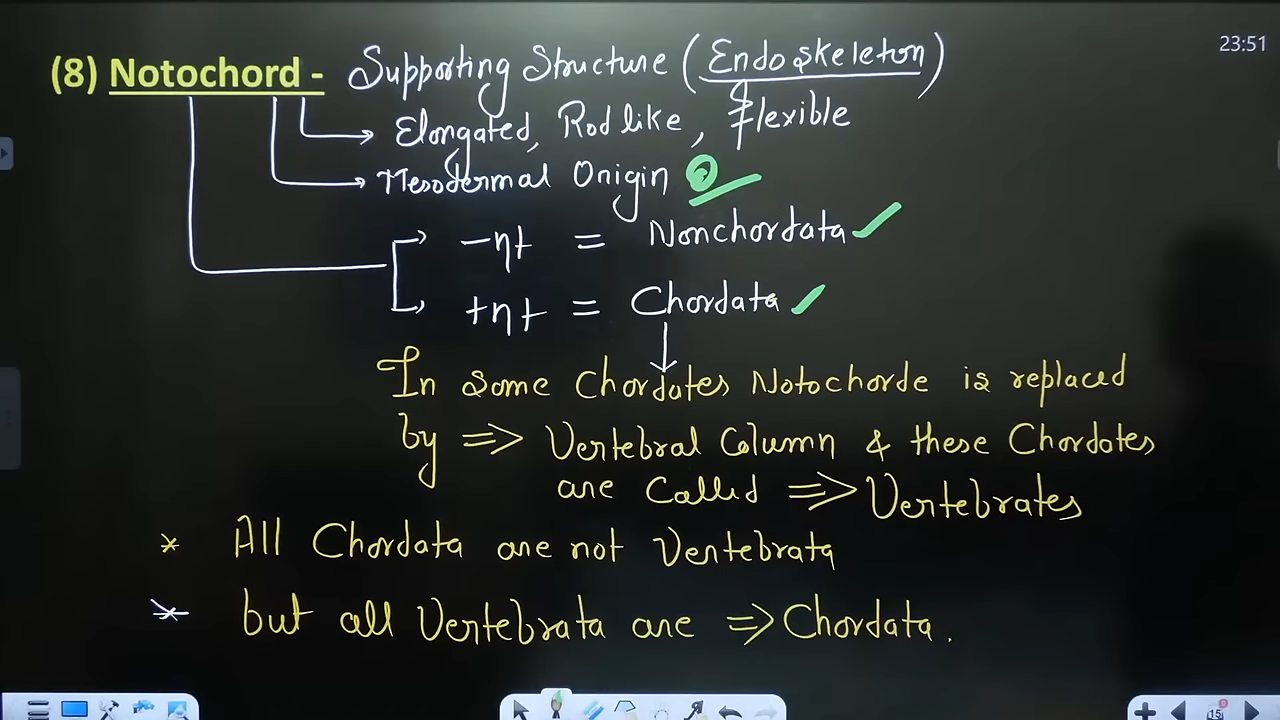 23:51
(8) Notochord - Supporting Structure (Endoskeleton)
Elongated, Rod like, flexible
Mesodermal Origin
-nt = Nonchordata
+nt = Chordata
In some Chordates Notochorde is replaced
by => Vertebral Column & these Chordates
are called => Vertebrates
* All Chordata are not Vertebrata
* but all Vertebrata are => Chordata.
15